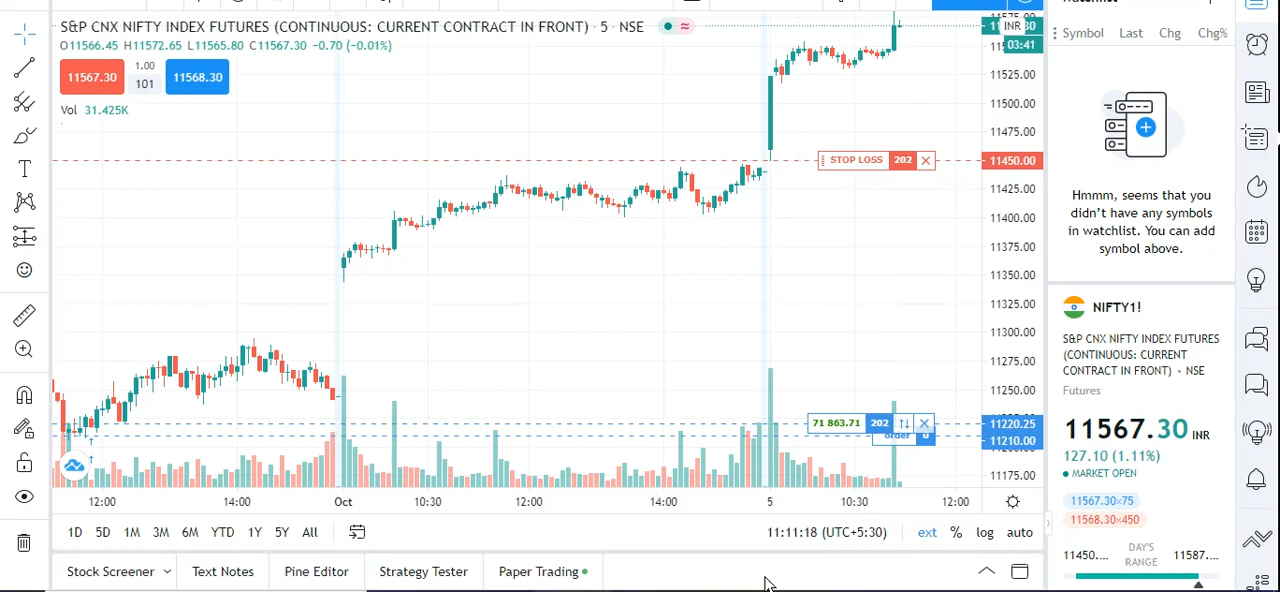 S&P CNX NIFTY INDEX FUTURES (CONTINUOUS: CURRENT CONTRACT IN FRONT) · 5 · NSE
O11566.45 H11572.65 L11565.80 C11567.30 −0.70 (−0.01%)
11567.30
1.00
101
11568.30
Vol 31.425K
INR
03:41
11525.00
11500.00
11475.00
STOP LOSS 202
11450.00
11425.00
11400.00
11375.00
11350.00
11325.00
11300.00
11275.00
11250.00
71 863.71 202
11220.25
order 0
11210.00
11175.00
12:00 14:00 Oct 10:30 12:00 14:00 5 10:30 12:00
1D 5D 1M 3M 6M YTD 1Y 5Y All
11:11:18 (UTC+5:30) ext % log auto
Stock Screener Text Notes Pine Editor Strategy Tester Paper Trading
Symbol Last Chg Chg%
Hmmm, seems that you
didn't have any symbols
in watchlist. You can add
symbol above.
NIFTY1!
S&P CNX NIFTY INDEX FUTURES
(CONTINUOUS: CURRENT
CONTRACT IN FRONT) • NSE
Futures
11567.30 INR
127.10 (1.11%)
MARKET OPEN
11567.30×75
11568.30×450
11450.... DAY'S RANGE 11587....